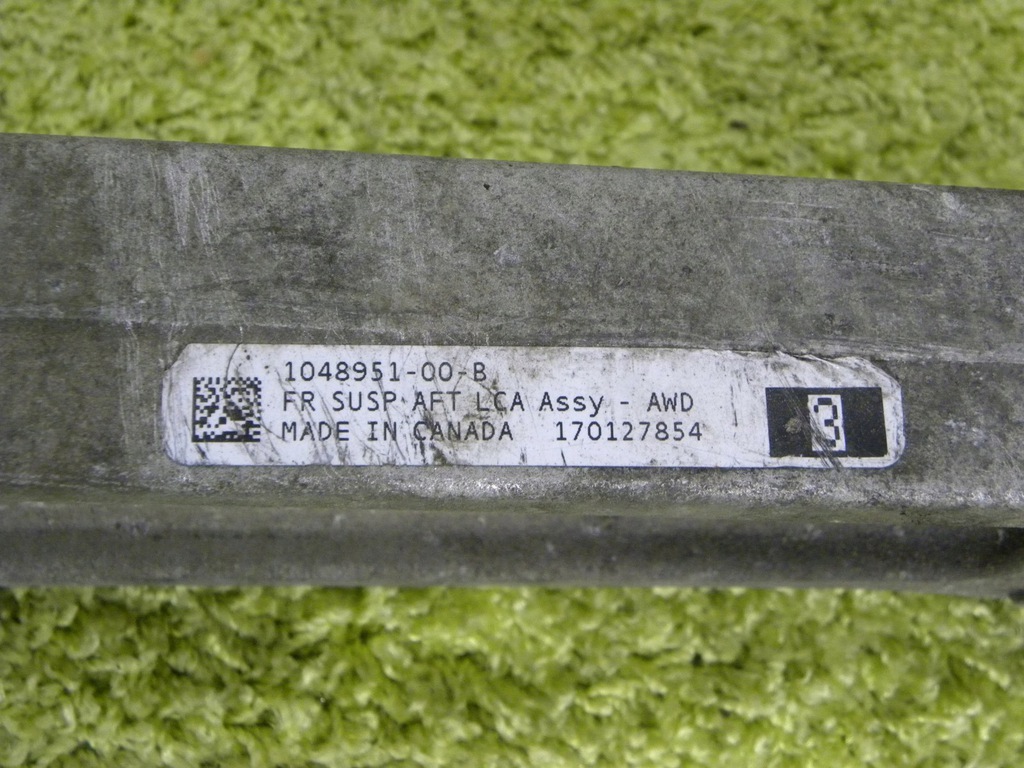 1048951-00-B
FR SUSP AFT LCA Assy - AWD
MADE IN CANADA 170127854
3